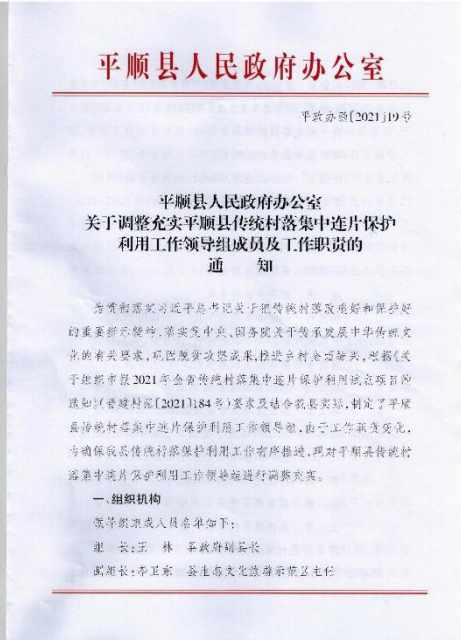 平顺县人民政府办公室
平政办函[2021]19号
平顺县人民政府办公室
关于调整充实平顺县传统村落集中连片保护
利用工作领导组成员及工作职责的
通 知
为贯彻落实习近平总书记关于把传统村落改造好和保护好
的重要指示精神，落实党中央、国务院关于传承发展中华传统文
化的有关要求，巩固脱贫攻坚成果，推进乡村全面振兴，根据《关
于组织申报2021年全省传统村落集中连片保护利用试点项目的
通知》(晋建村函[2021]184号)要求及结合我县实际，制定了平顺
县传统村落集中连片保护利用工作领导组，由于工作职责变化，
为确保我县传统村落保护利用工作有序推进，现对平顺县传统村
落集中连片保护利用工作领导组进行调整充实。
一、组织机构
领导组组成人员名单如下：
组 长：王 林 县政府副县长
副组长：李卫东 县生态文化旅游示范区主任